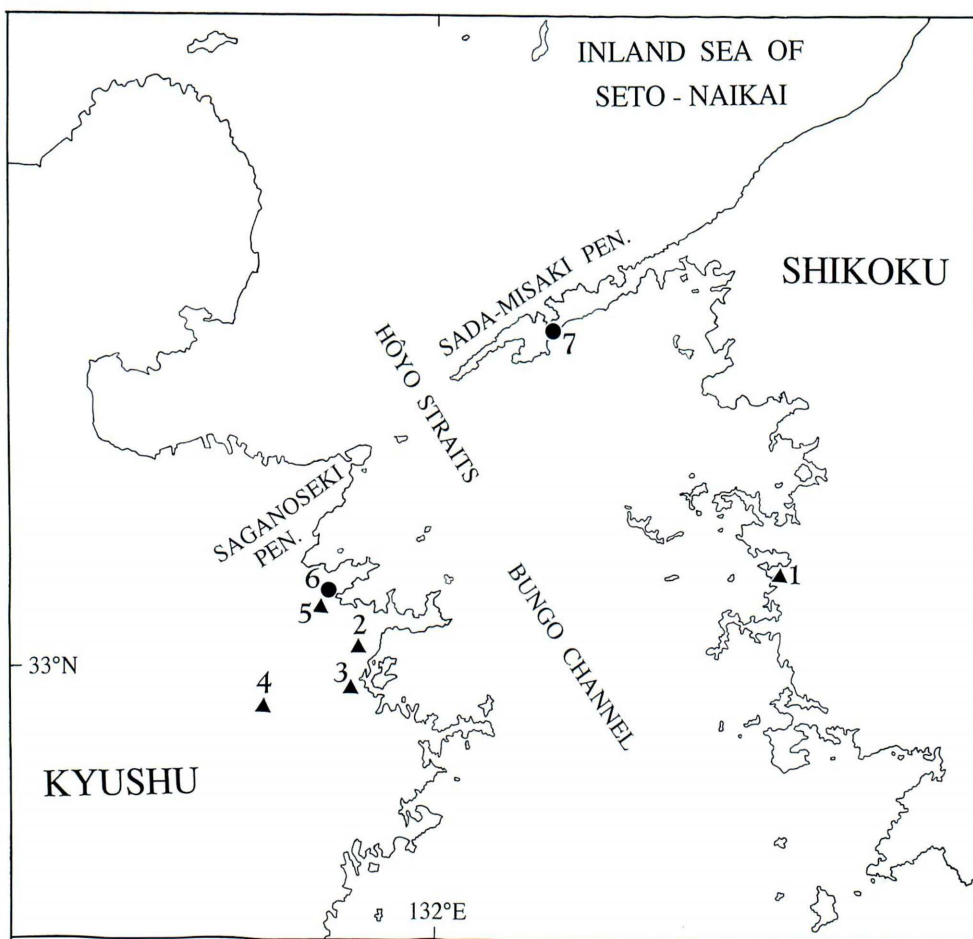 INLAND SEA OF
SETO - NAIKAI
SHIKOKU
SADA-MISAKI PEN.
7
HÔYO STRAITS
SAGANOSEKI
PEN.
BUNGO CHANNEL
1
6
5
2
33°N
3
4
KYUSHU
132°E